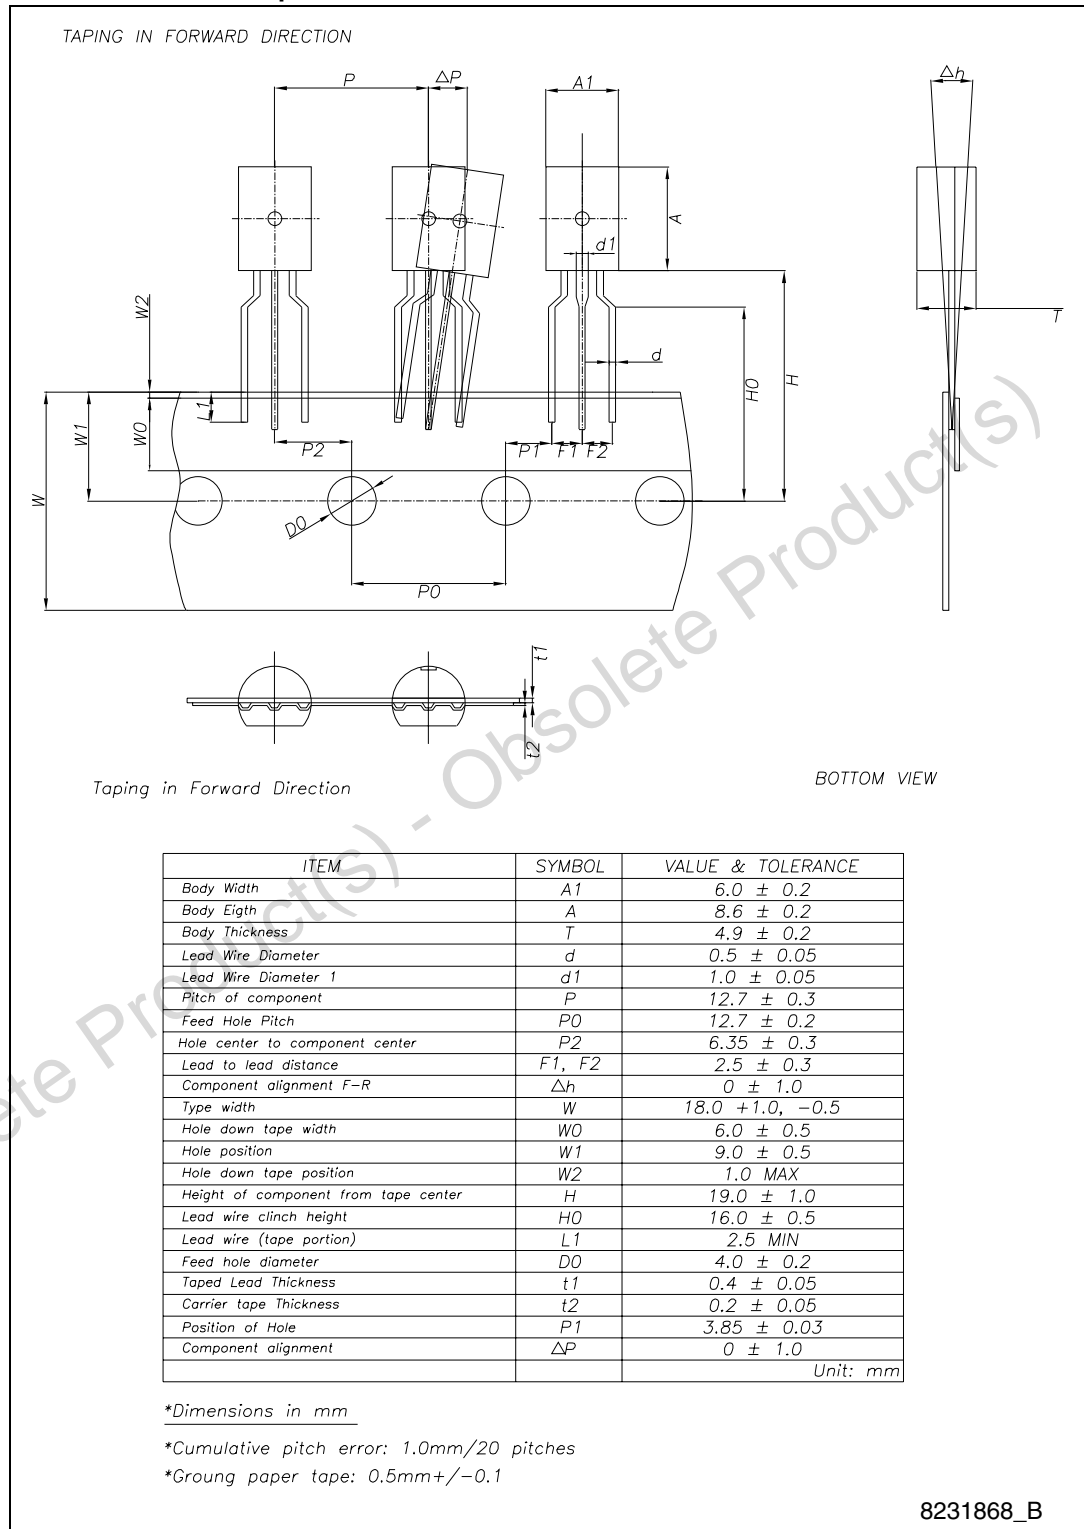 TAPING IN FORWARD DIRECTION
P
△P
A1
△h
A
d1
W2
T
d
H0
H
L1
W1
W0
P2
P1
F1
F2
W
D0
P0
t1
t2
Taping in Forward Direction
BOTTOM VIEW
ITEM SYMBOL VALUE & TOLERANCE
Body Width A1 6.0 ± 0.2
Body Eigth A 8.6 ± 0.2
Body Thickness T 4.9 ± 0.2
Lead Wire Diameter d 0.5 ± 0.05
Lead Wire Diameter 1 d1 1.0 ± 0.05
Pitch of component P 12.7 ± 0.3
Feed Hole Pitch P0 12.7 ± 0.2
Hole center to component center P2 6.35 ± 0.3
Lead to lead distance F1, F2 2.5 ± 0.3
Component alignment F-R △h 0 ± 1.0
Type width W 18.0 +1.0, -0.5
Hole down tape width W0 6.0 ± 0.5
Hole position W1 9.0 ± 0.5
Hole down tape position W2 1.0 MAX
Height of component from tape center H 19.0 ± 1.0
Lead wire clinch height H0 16.0 ± 0.5
Lead wire (tape portion) L1 2.5 MIN
Feed hole diameter D0 4.0 ± 0.2
Taped Lead Thickness t1 0.4 ± 0.05
Carrier tape Thickness t2 0.2 ± 0.05
Position of Hole P1 3.85 ± 0.03
Component alignment △P 0 ± 1.0
Unit: mm
*Dimensions in mm
*Cumulative pitch error: 1.0mm/20 pitches
*Groung paper tape: 0.5mm+/-0.1
8231868_B
ete Product(s) - Obsolete Product(s)